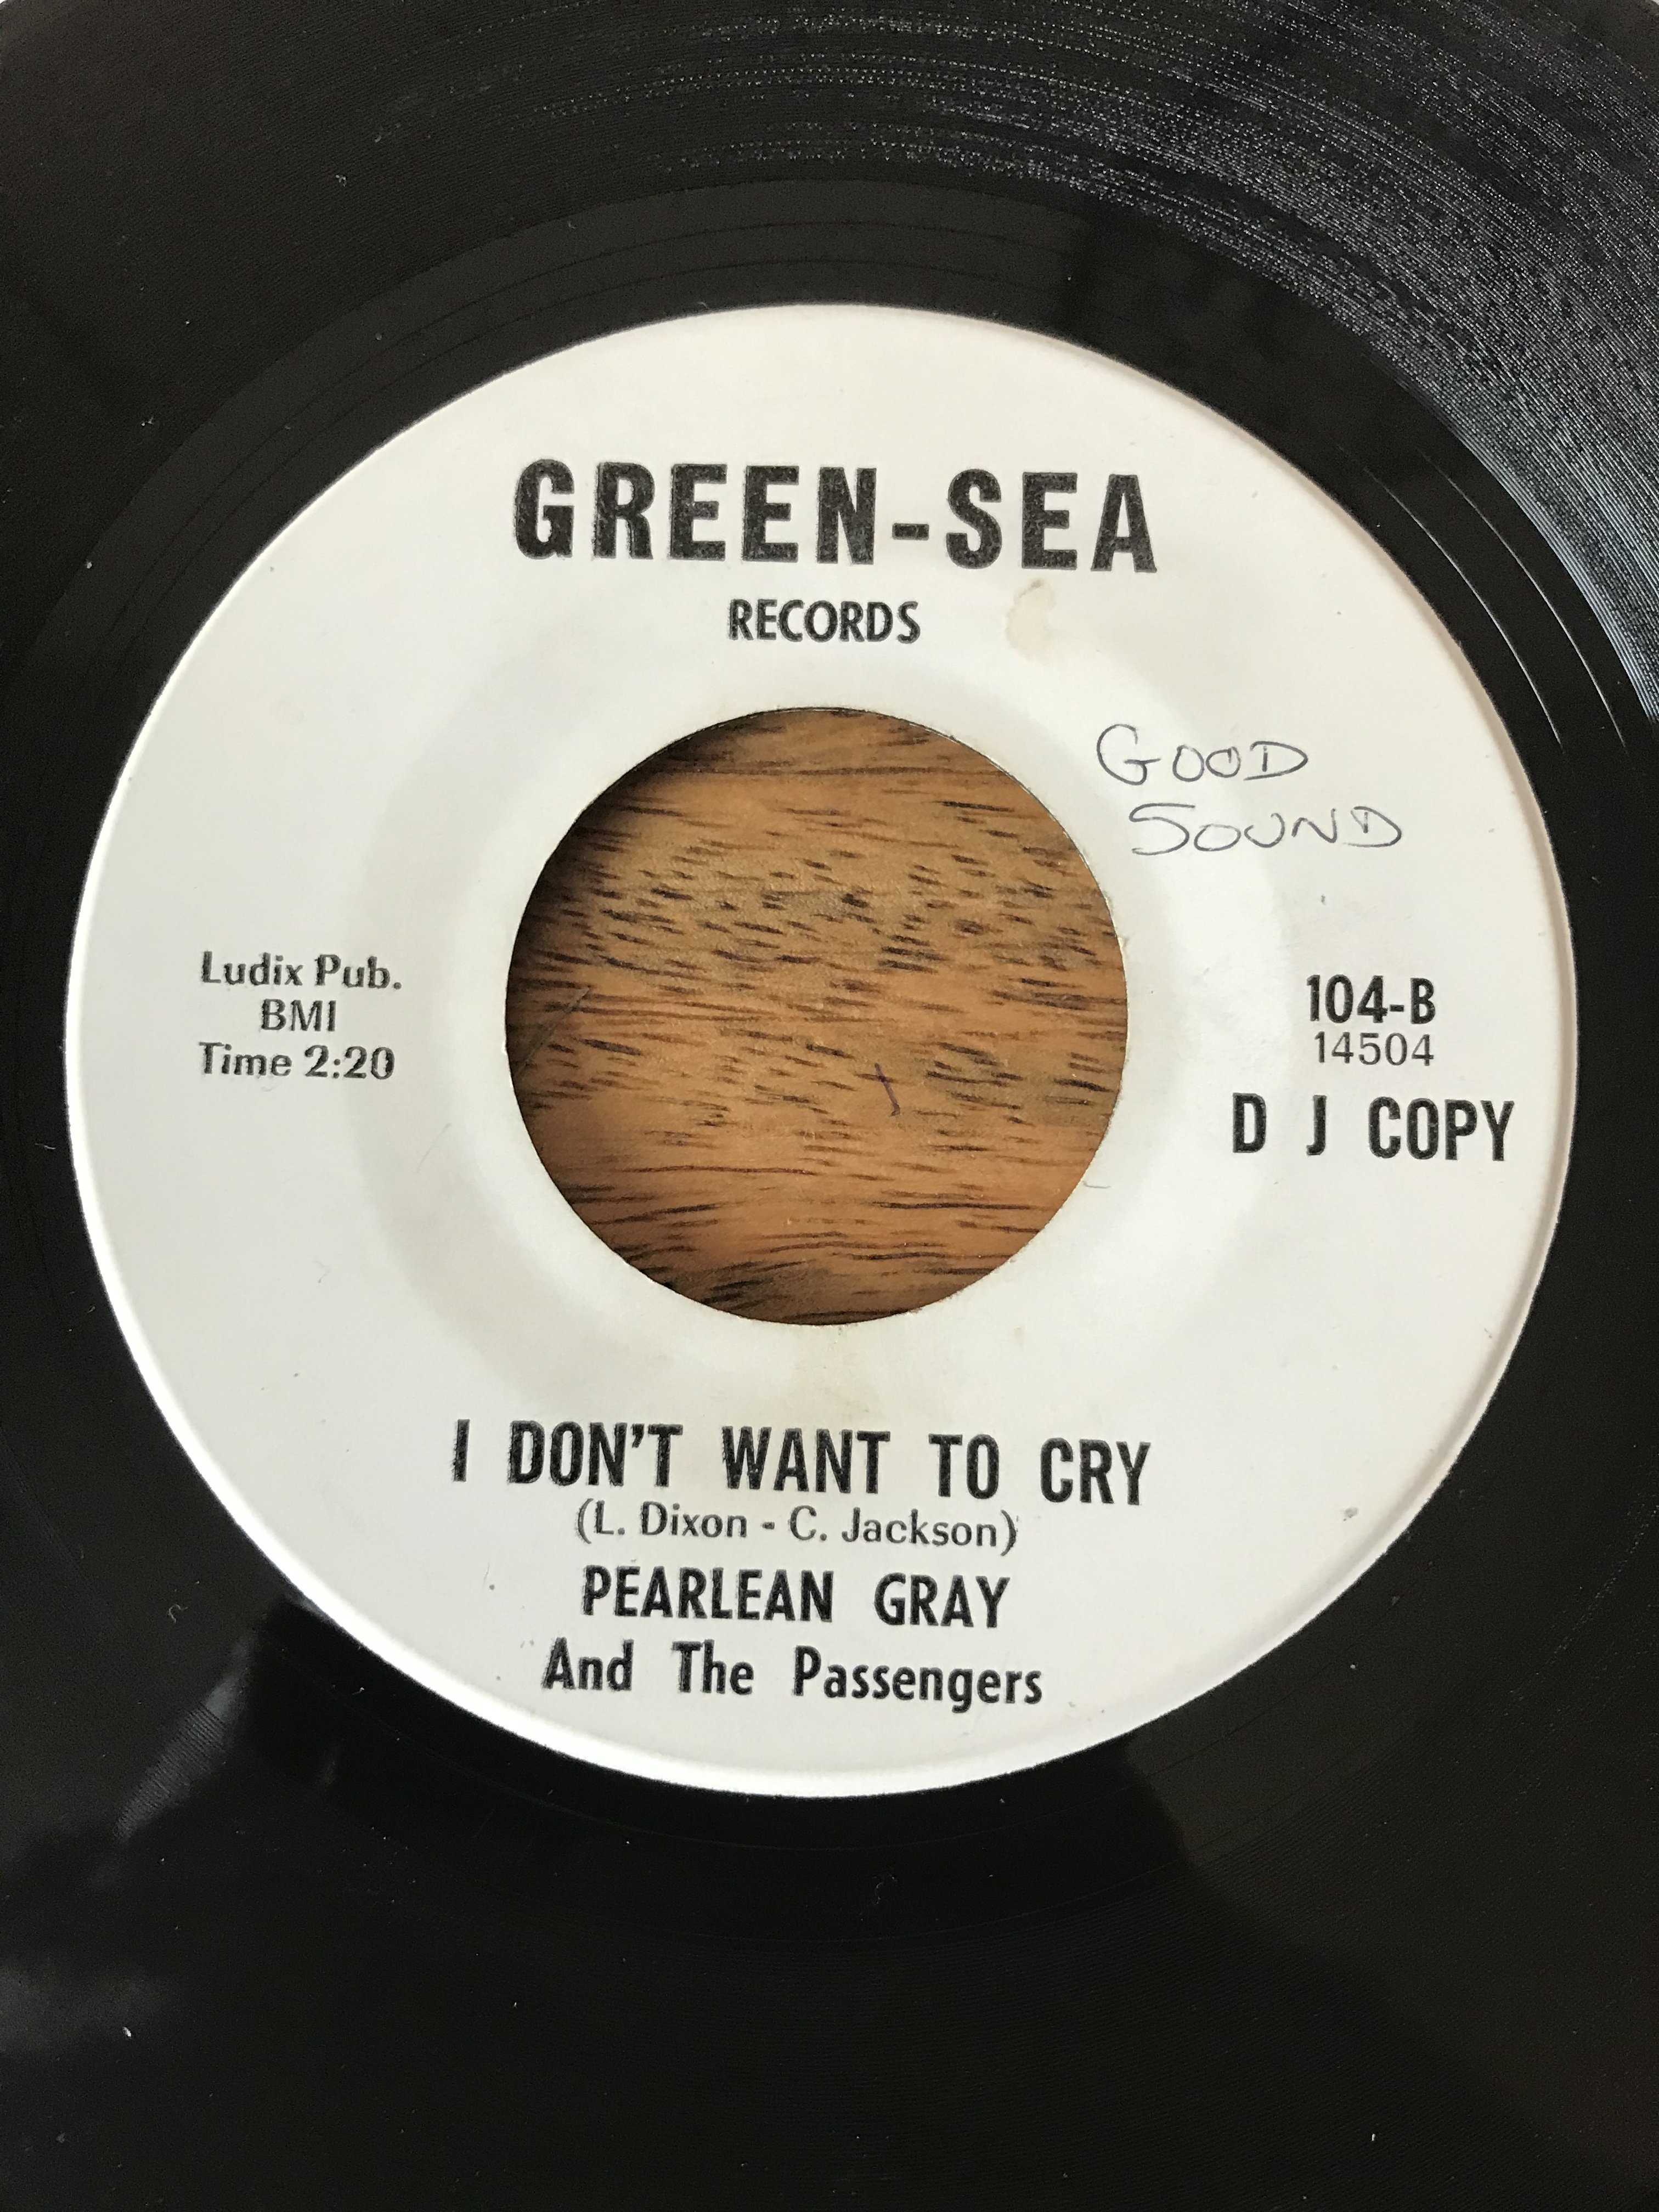 GREEN-SEA
RECORDS
GOOD
SOUND
Ludix Pub.
BMI
Time 2:20
104-B
14504
D J COPY
I DON'T WANT TO CRY
(L. Dixon - C. Jackson)
PEARLEAN GRAY
And The Passengers